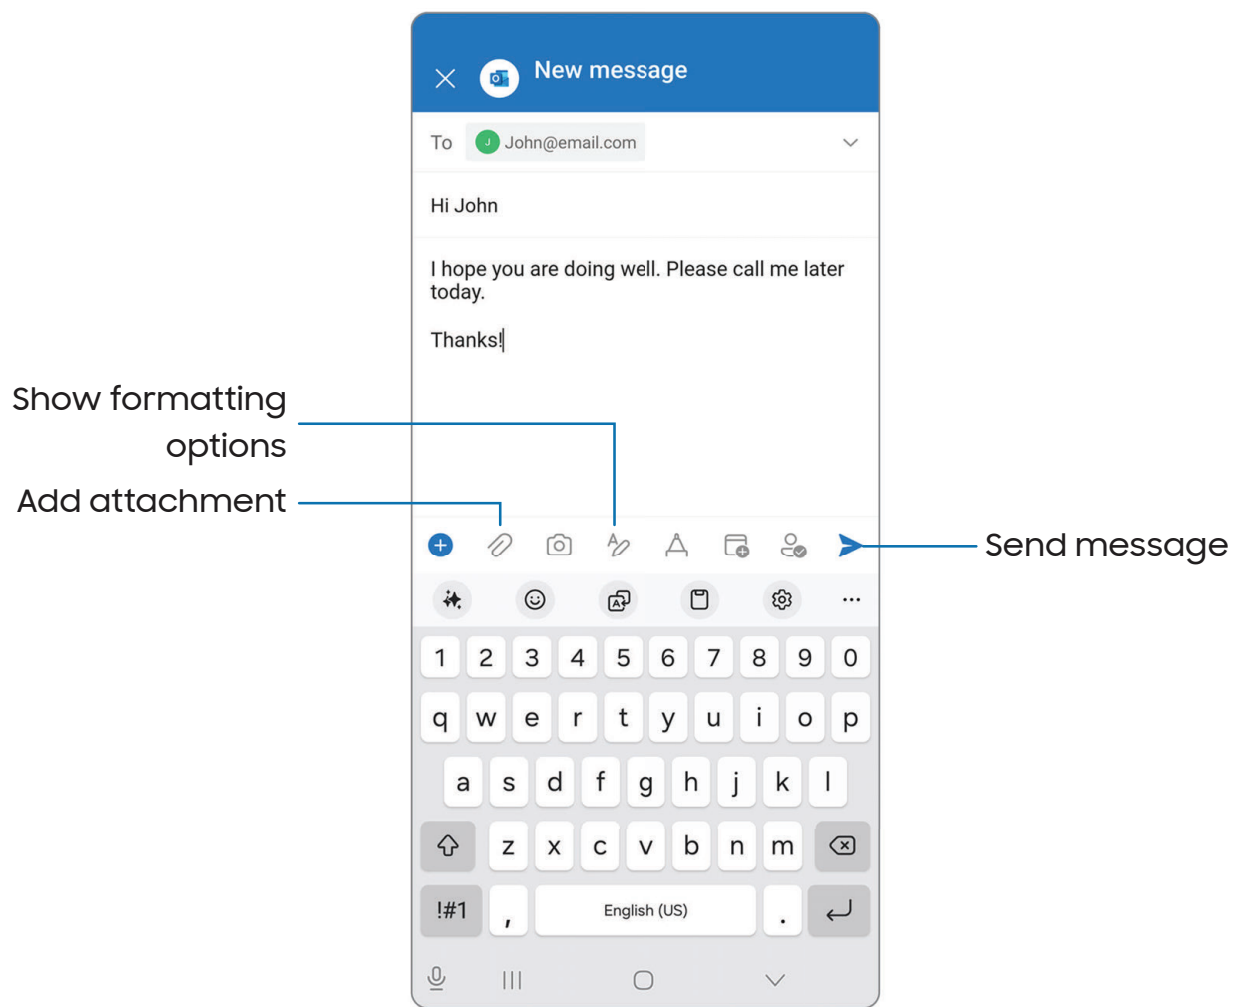 New message
To J John@email.com
Hi John
I hope you are doing well. Please call me later
today.
Thanks!
Show formatting
options
Add attachment
Send message
1 2 3 4 5 6 7 8 9 0
q w e r t y u i o p
a s d f g h j k l
z x c v b n m
!#1 , English (US) .